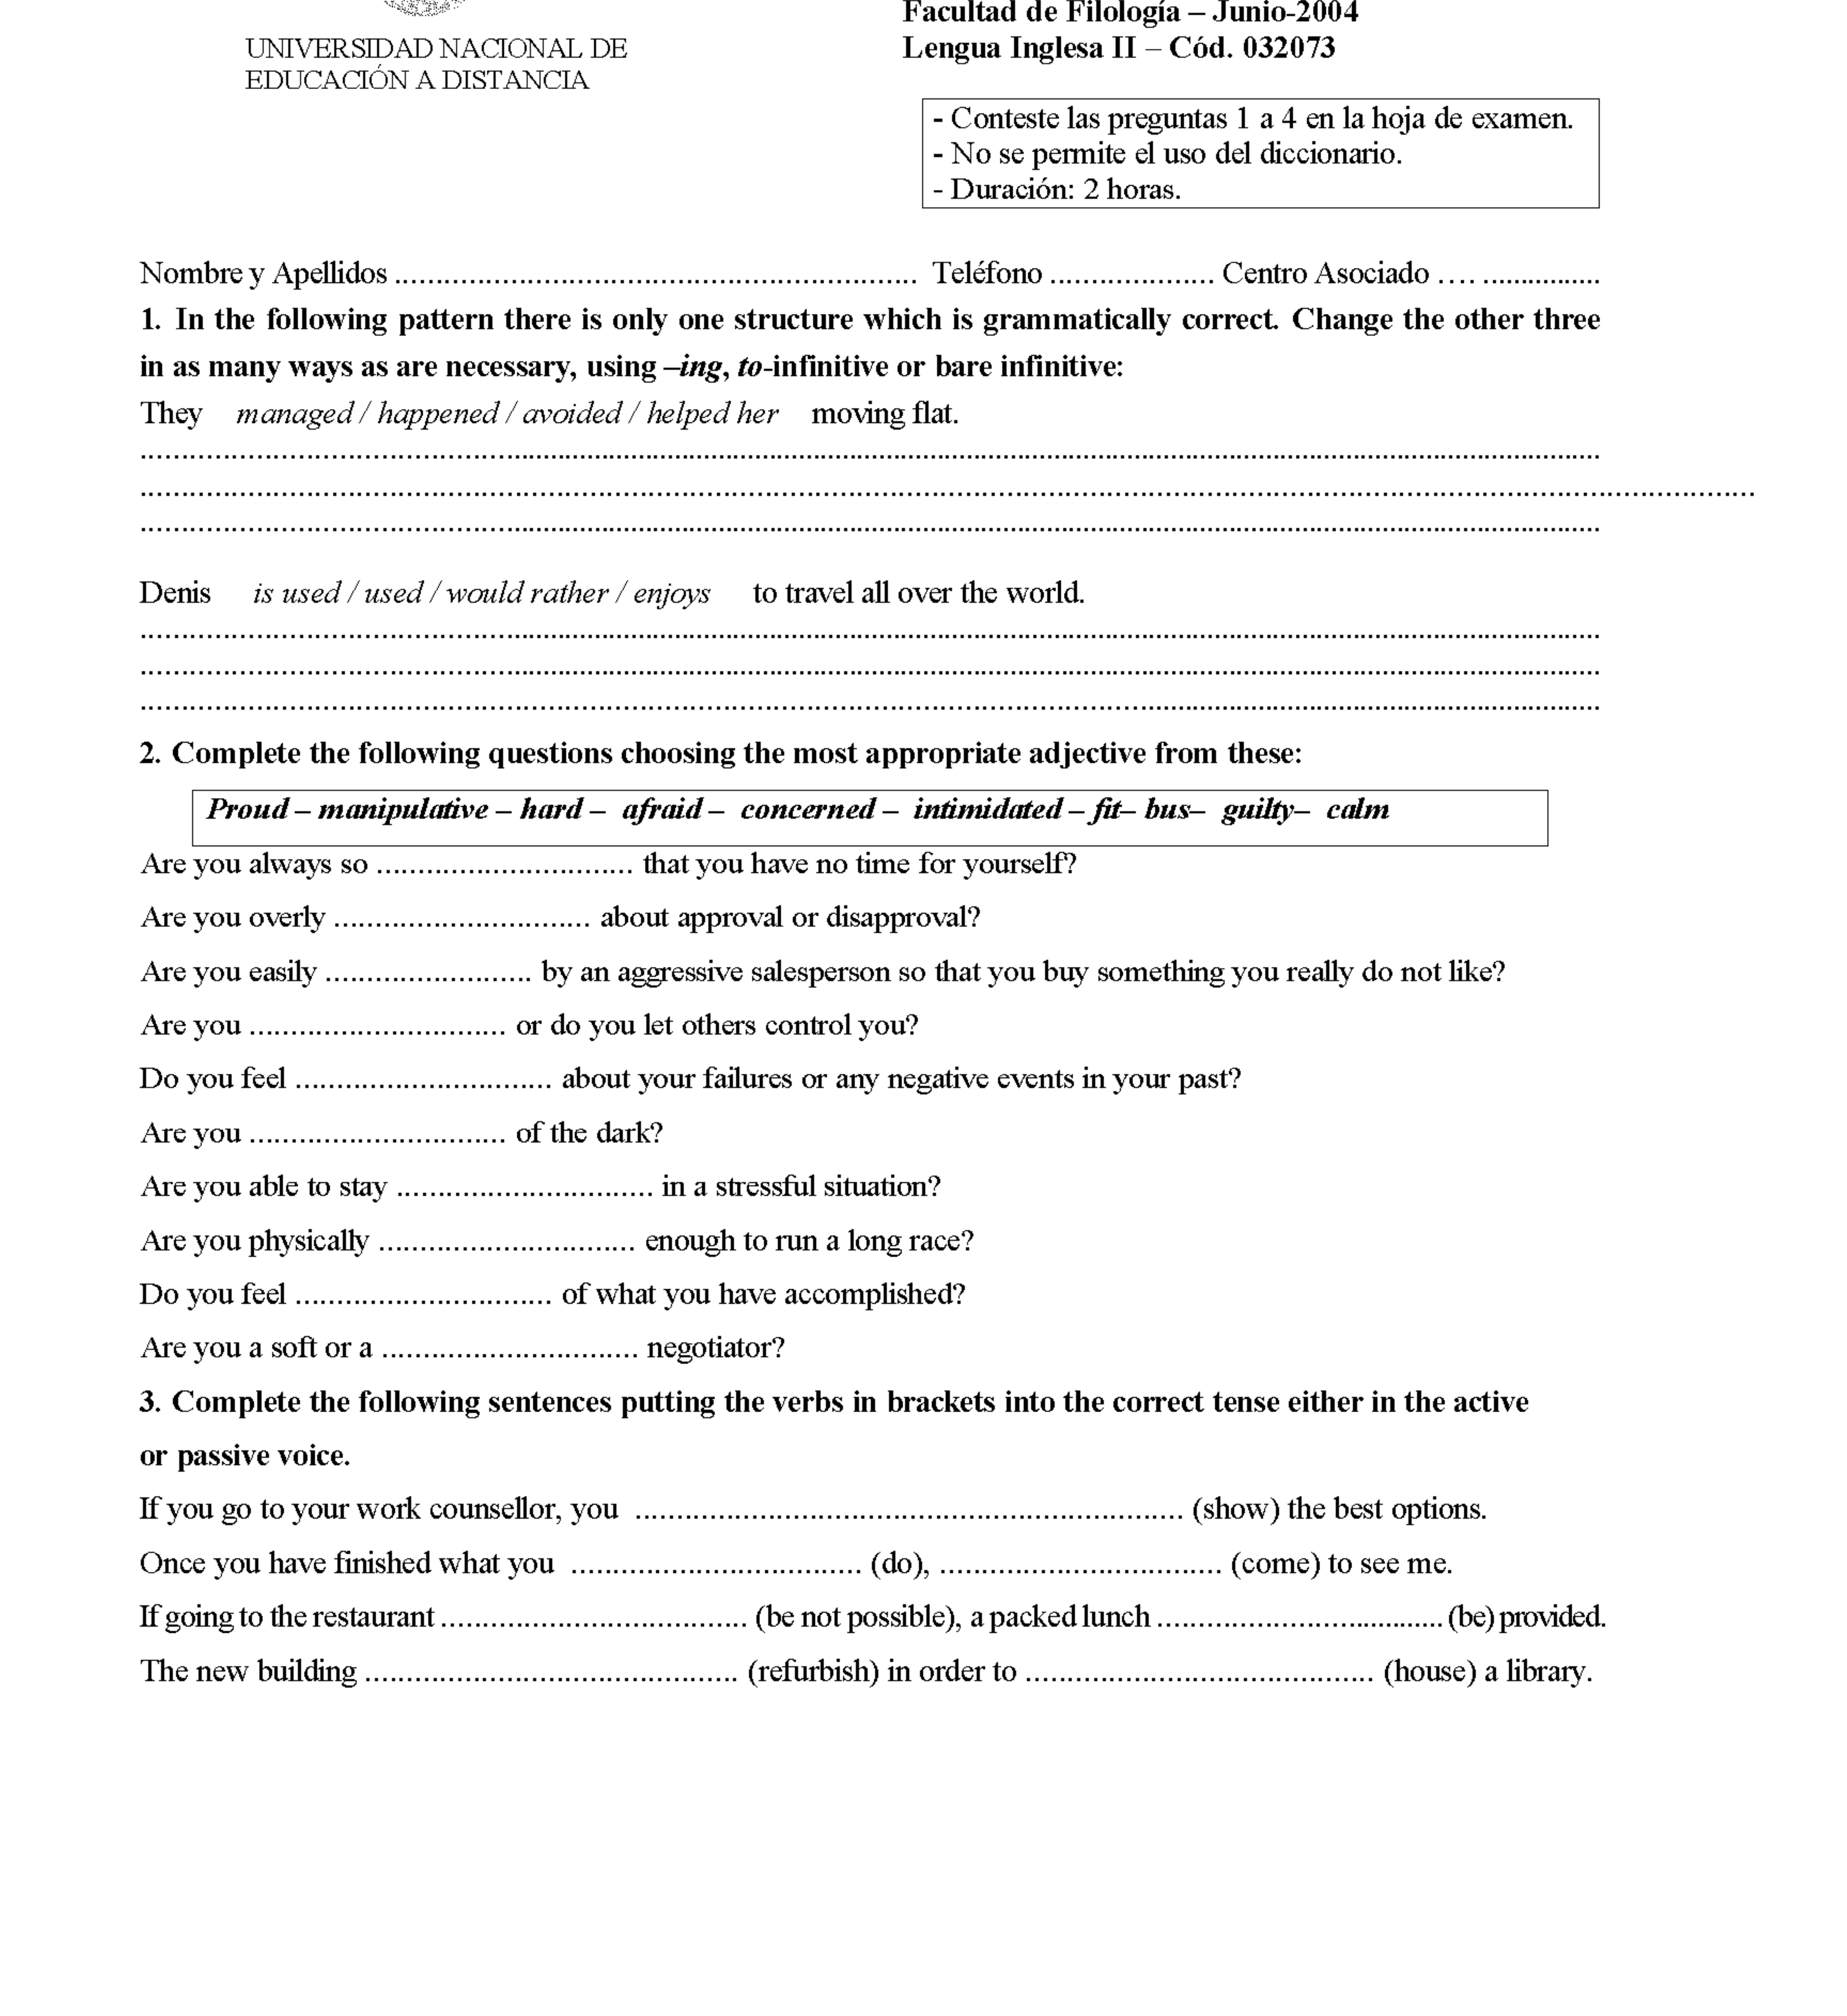 Facultad de Filología – Junio-2004
UNIVERSIDAD NACIONAL DE
EDUCACIÓN A DISTANCIA
Lengua Inglesa II – Cód. 032073
- Conteste las preguntas 1 a 4 en la hoja de examen.
- No se permite el uso del diccionario.
- Duración: 2 horas.
Nombre y Apellidos ............................................................... Teléfono .................... Centro Asociado .... ..............
1. In the following pattern there is only one structure which is grammatically correct. Change the other three
in as many ways as are necessary, using –ing, to-infinitive or bare infinitive:
They managed / happened / avoided / helped her moving flat.
Denis is used / used / would rather / enjoys to travel all over the world.
2. Complete the following questions choosing the most appropriate adjective from these:
Proud – manipulative – hard – afraid – concerned – intimidated – fit– bus– guilty– calm
Are you always so ............................... that you have no time for yourself?
Are you overly ............................... about approval or disapproval?
Are you easily ......................... by an aggressive salesperson so that you buy something you really do not like?
Are you ............................... or do you let others control you?
Do you feel ............................... about your failures or any negative events in your past?
Are you ............................... of the dark?
Are you able to stay ............................... in a stressful situation?
Are you physically ............................... enough to run a long race?
Do you feel ............................... of what you have accomplished?
Are you a soft or a ............................... negotiator?
3. Complete the following sentences putting the verbs in brackets into the correct tense either in the active
or passive voice.
If you go to your work counsellor, you .................................................................. (show) the best options.
Once you have finished what you ................................... (do), .................................. (come) to see me.
If going to the restaurant ..................................... (be not possible), a packed lunch .................................. (be) provided.
The new building ............................................. (refurbish) in order to .......................................... (house) a library.